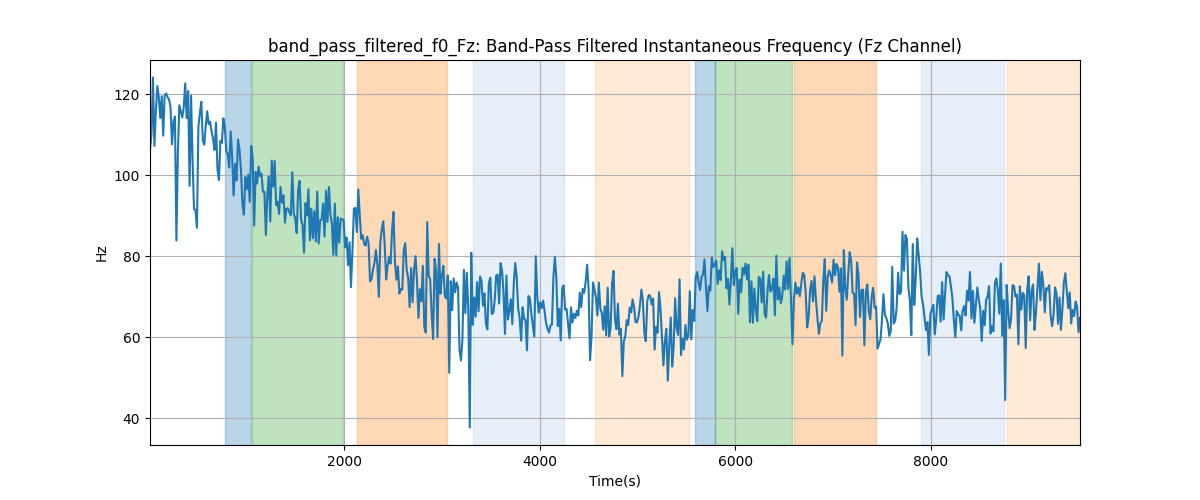 band_pass_filtered_f0_Fz: Band-Pass Filtered Instantaneous Frequency (Fz Channel)
120
100
80
60
40
Hz
2000 4000 6000 8000
Time(s)